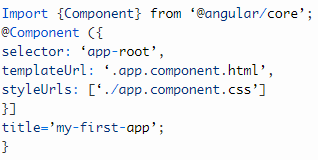 Import {Component} from ‘@angular/core’;
@Component ({
selector: ‘app-root’,
templateUrl: ‘.app.component.html’,
styleUrls: [‘./app.component.css’]
}]
title=’my-first-app’;
}